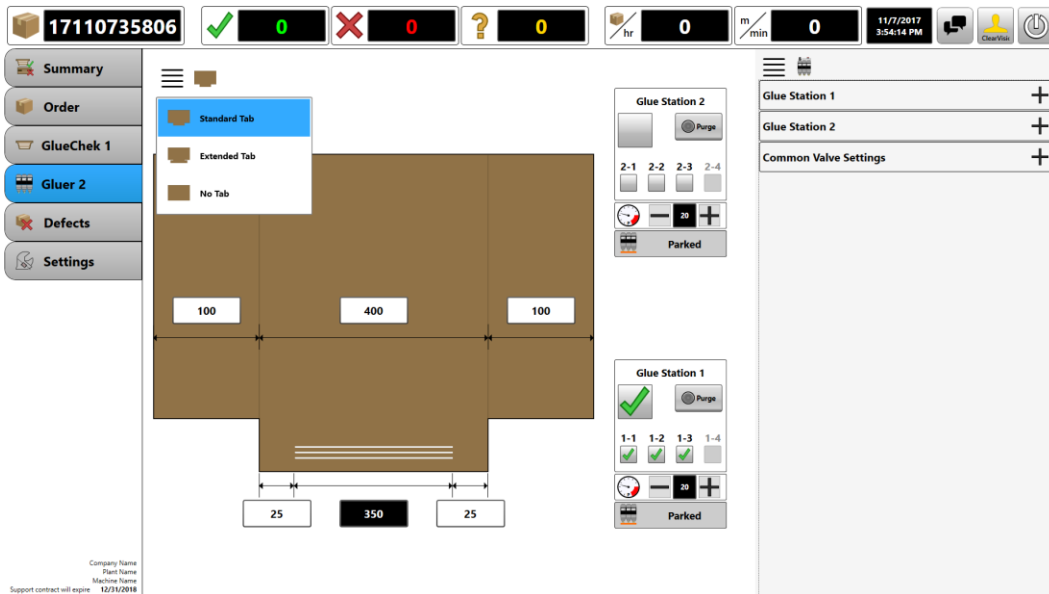 17110735806
0
0
0
/hr
0
m/min
0
11/7/2017
3:54:14 PM
ClearVisio
Summary
Order
GlueChek 1
Gluer 2
Defects
Settings
Standard Tab
Extended Tab
No Tab
100
400
100
25
350
25
Glue Station 2
Purge
2-1 2-2 2-3 2-4
20
Parked
Glue Station 1
Purge
1-1 1-2 1-3 1-4
20
Parked
Glue Station 1
Glue Station 2
Common Valve Settings
Company Name
Plant Name
Machine Name
Support contract will expire 12/31/2018